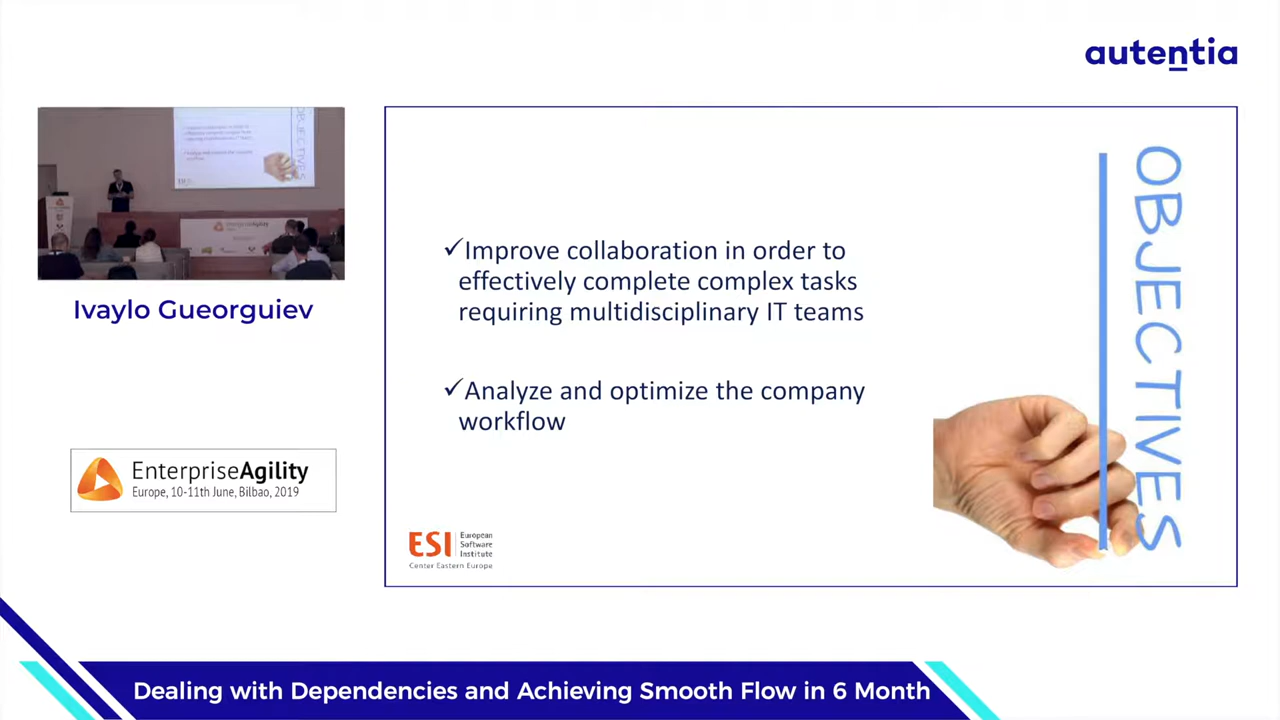 autentia
Ivaylo Gueorguiev
EnterpriseAgility
Europe, 10-11th June, Bilbao, 2019
✓Improve collaboration in order to
effectively complete complex tasks
requiring multidisciplinary IT teams
✓Analyze and optimize the company
workflow
OBJECTIVES
ESI European
Software
Institute
Center Eastern Europe
Dealing with Dependencies and Achieving Smooth Flow in 6 Month